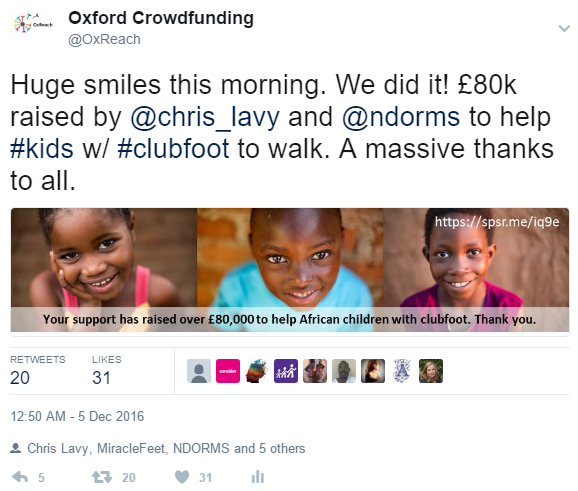 Oxford Crowdfunding
@OxReach
Huge smiles this morning. We did it! £80k
raised by @chris_lavy and @ndorms to help
#kids w/ #clubfoot to walk. A massive thanks
to all.
https://spsr.me/iq9e
Your support has raised over £80,000 to help African children with clubfoot. Thank you.
RETWEETS LIKES
20 31
consider
12:50 AM - 5 Dec 2016
Chris Lavy, MiracleFeet, NDORMS and 5 others
5 20 31